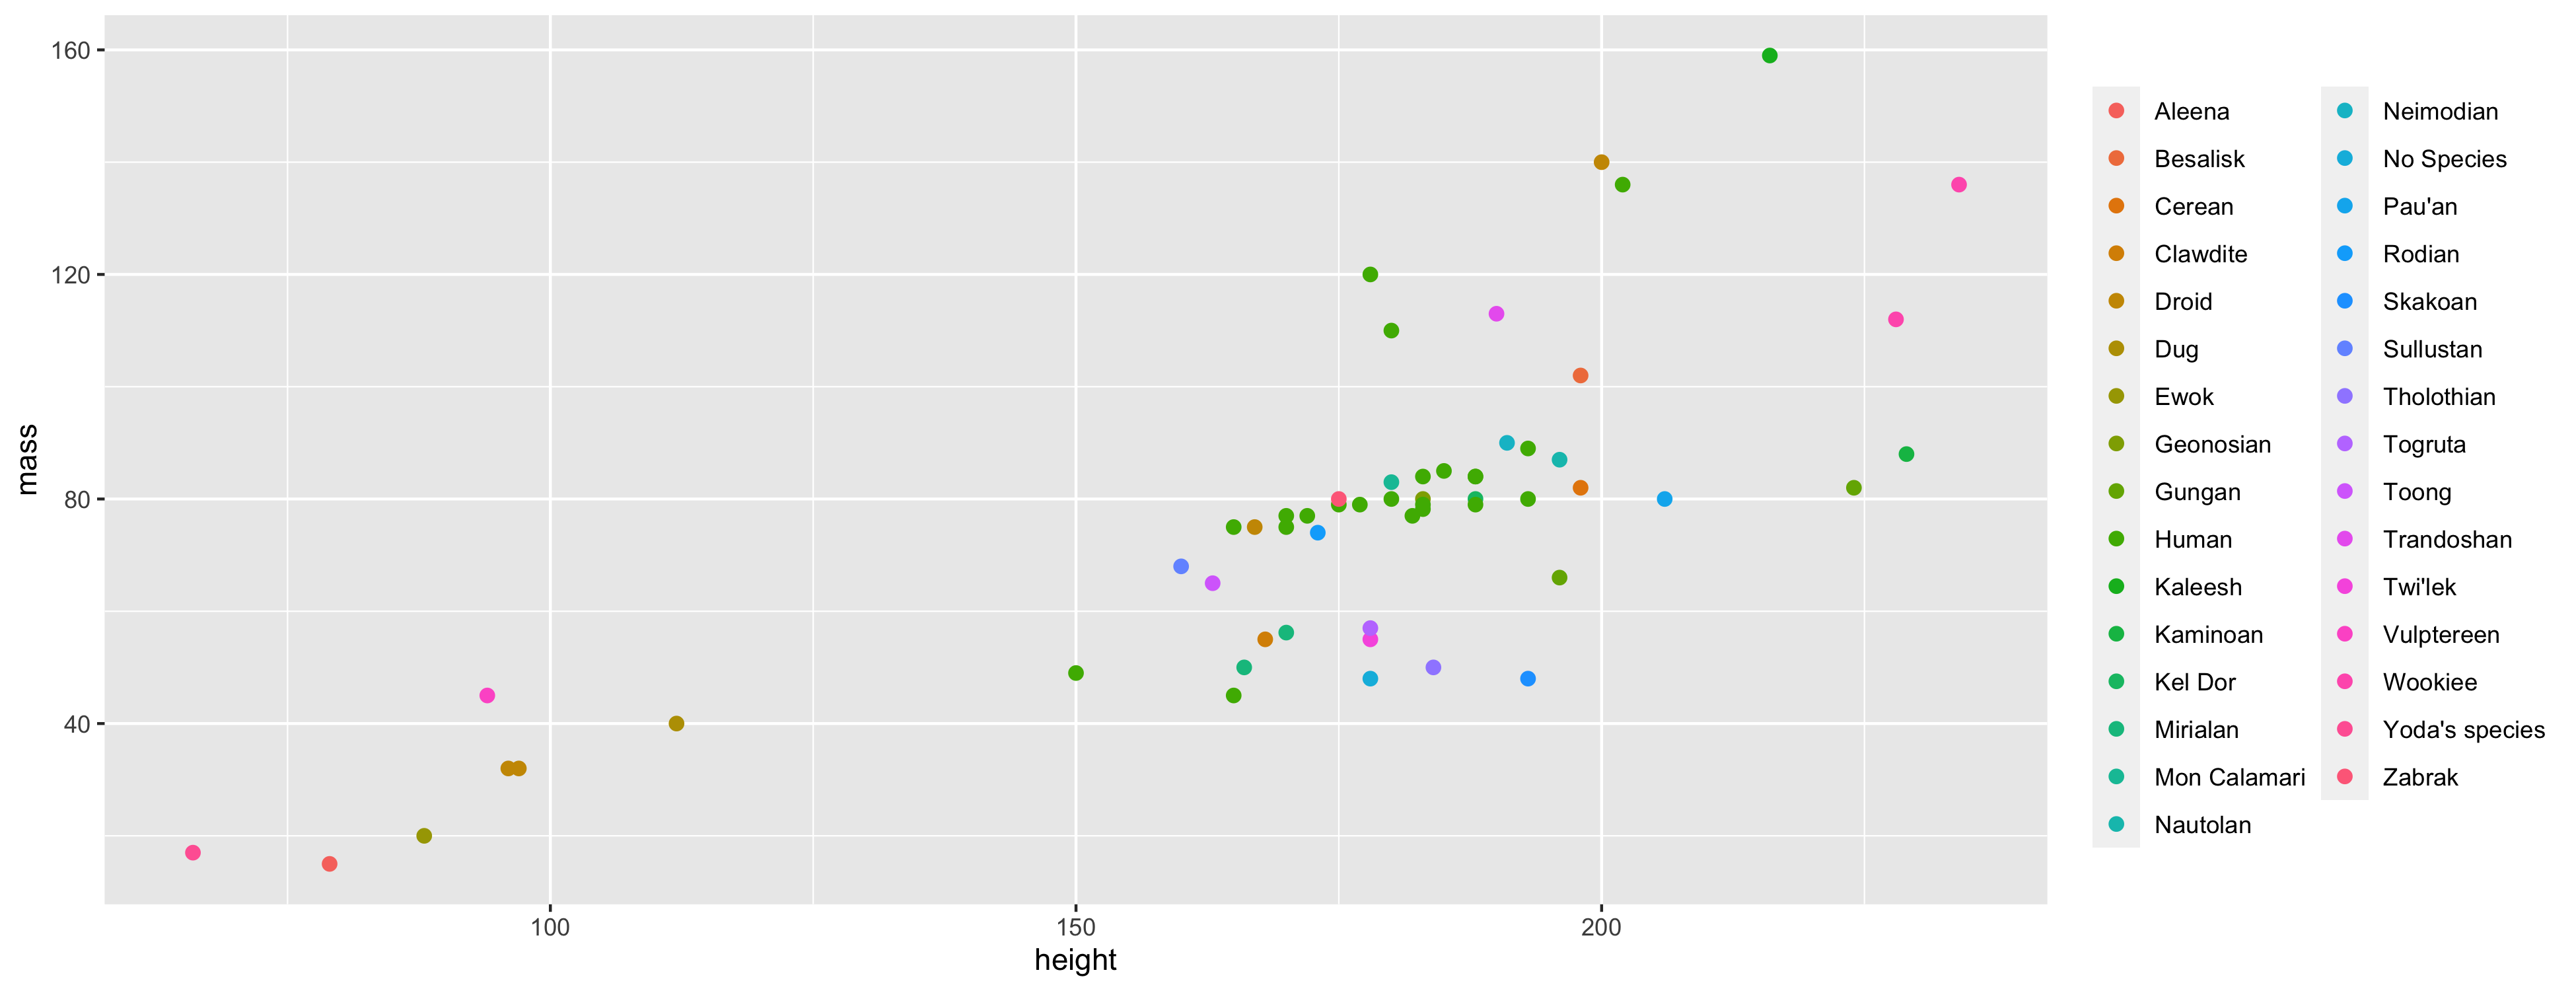 160
120
80
40
mass
100
150
200
height
Aleena
Besalisk
Cerean
Clawdite
Droid
Dug
Ewok
Geonosian
Gungan
Human
Kaleesh
Kaminoan
Kel Dor
Mirialan
Mon Calamari
Nautolan
Neimodian
No Species
Pau'an
Rodian
Skakoan
Sullustan
Tholothian
Togruta
Toong
Trandoshan
Twi'lek
Vulptereen
Wookiee
Yoda's species
Zabrak